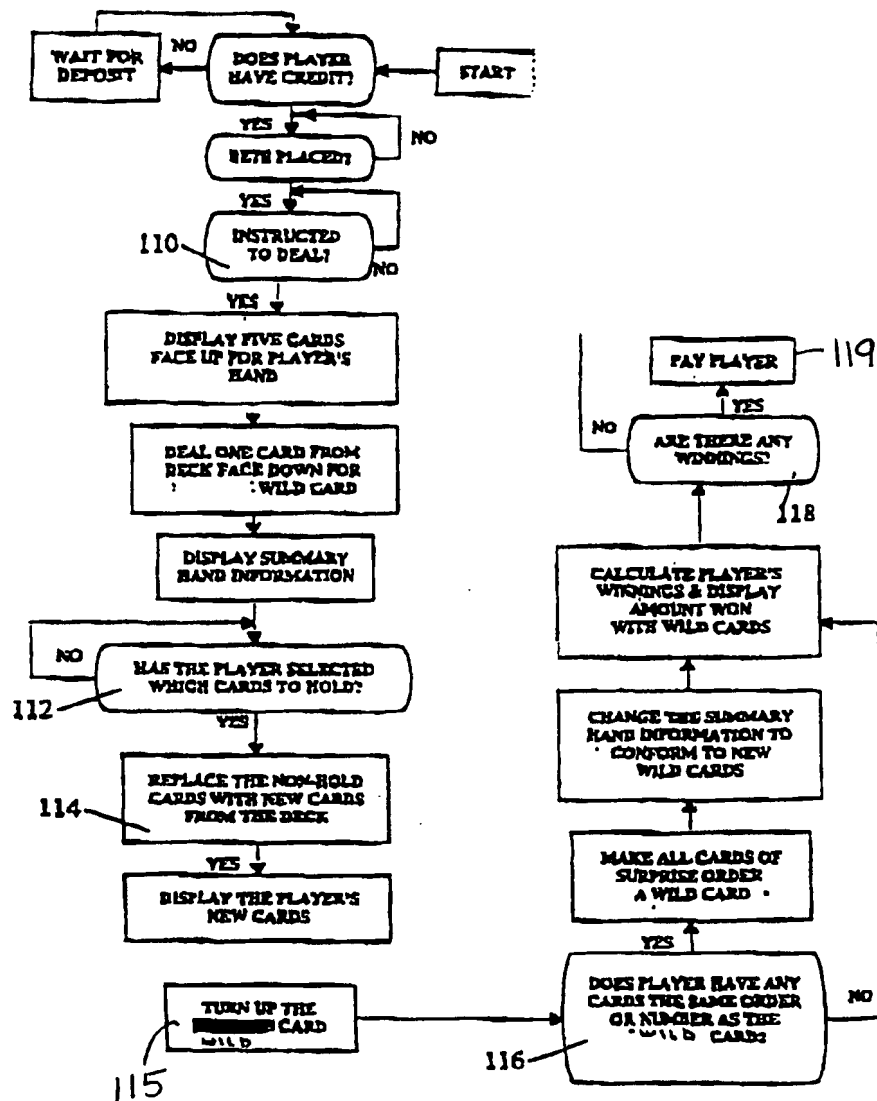 WAIT FOR
DEPOSIT
NO
DOES PLAYER
HAVE CREDIT?
START
YES
NO
BETS PLACED?
YES
110
INSTRUCTED
TO DEAL?
NO
YES
DISPLAY FIVE CARDS
FACE UP FOR PLAYER'S
HAND
DEAL ONE CARD FROM
DECK FACE DOWN FOR
WILD CARD
DISPLAY SUMMARY
HAND INFORMATION
NO
HAS THE PLAYER SELECTED
WHICH CARDS TO HOLD?
112
YES
REPLACE THE NON-HOLD
CARDS WITH NEW CARDS
FROM THE DECK
114
YES
DISPLAY THE PLAYER'S
NEW CARDS
TURN UP THE
CARD
WILD
115
PAY PLAYER
119
YES
NO
ARE THERE ANY
WINNINGS?
118
CALCULATE PLAYER'S
WINNINGS & DISPLAY
AMOUNT WON
WITH WILD CARDS
CHANGE THE SUMMARY
HAND INFORMATION TO
CONFORM TO NEW
WILD CARDS
MAKE ALL CARDS OF
SURPRISE ORDER
A WILD CARD
YES
DOES PLAYER HAVE ANY
CARDS THE SAME ORDER
OR NUMBER AS THE
WILD CARD?
NO
116